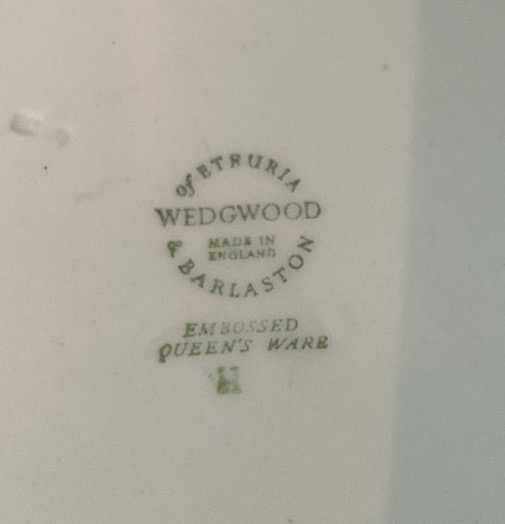 of ETRURIA
WEDGWOOD
MADE IN
ENGLAND
& BARLASTON
EMBOSSED
QUEEN'S WARE
H